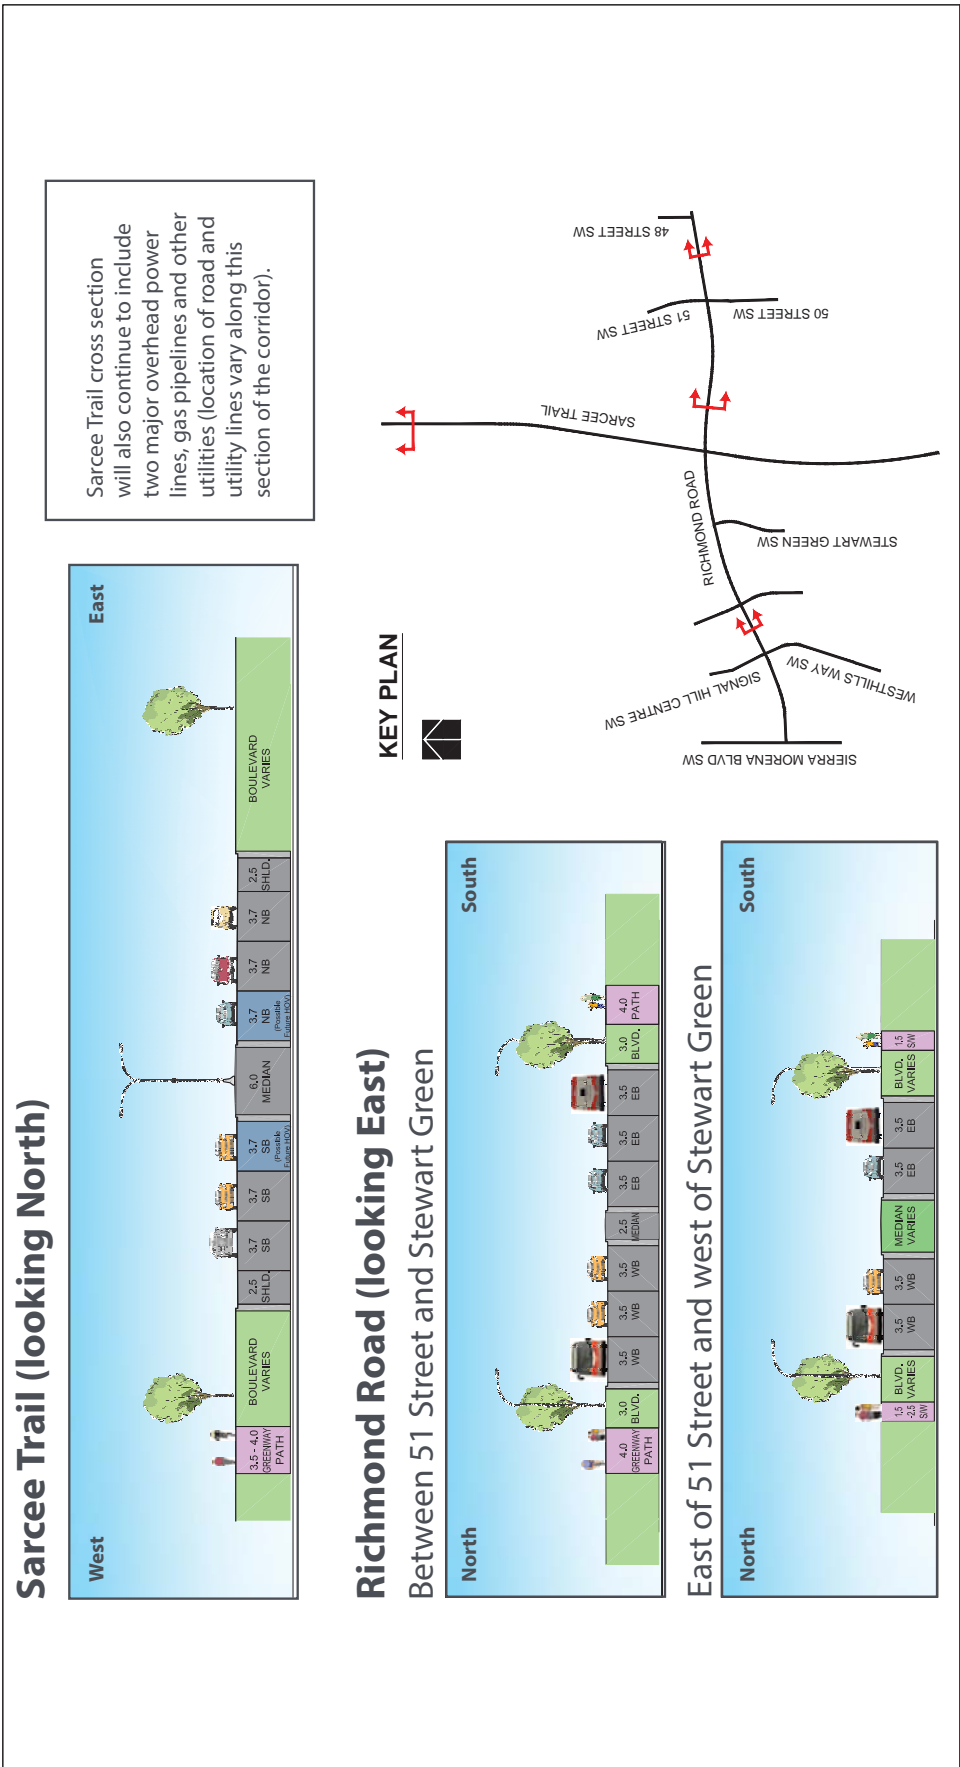 Sarcee Trail (looking North)
West
East
3.5 - 4.0
GREENWAY
PATH
BOULEVARD
VARIES
2.5
SHLD.
3.7
SB
3.7
SB
3.7
SB
(Possible
Future HOV)
6.0
MEDIAN
3.7
NB
(Possible
Future HOV)
3.7
NB
3.7
NB
2.5
SHLD.
BOULEVARD
VARIES
Sarcee Trail cross section
will also continue to include
two major overhead power
lines, gas pipelines and other
utilities (location of road and
utility lines vary along this
section of the corridor).
Richmond Road (looking East)
Between 51 Street and Stewart Green
North
South
4.0
GREENWAY
PATH
3.0
BLVD.
3.5
WB
3.5
WB
3.5
WB
2.5
MEDIAN
3.5
EB
3.5
EB
3.5
EB
3.0
BLVD.
4.0
PATH
East of 51 Street and west of Stewart Green
North
South
1.5
-2.5
S/W
BLVD.
VARIES
3.5
WB
3.5
WB
MEDIAN
VARIES
3.5
EB
3.5
EB
BLVD.
VARIES
1.5
S/W
KEY PLAN
SIERRA MORENA BLVD SW
SIGNAL HILL CENTRE SW
WESTHILLS WAY SW
RICHMOND ROAD
STEWART GREEN SW
SARCEE TRAIL
51 STREET SW
50 STREET SW
48 STREET SW